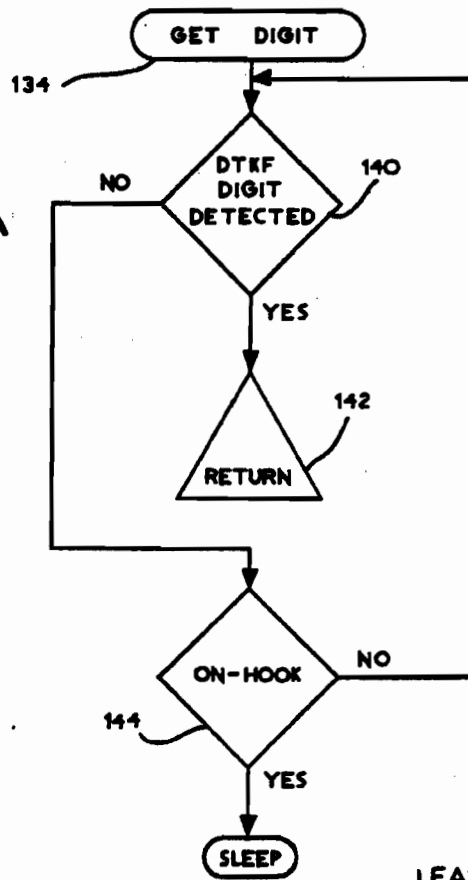 GET DIGIT
134
DTKF
DIGIT
DETECTED
140
NO
YES
142
RETURN
ON-HOOK
NO
144
YES
SLEEP